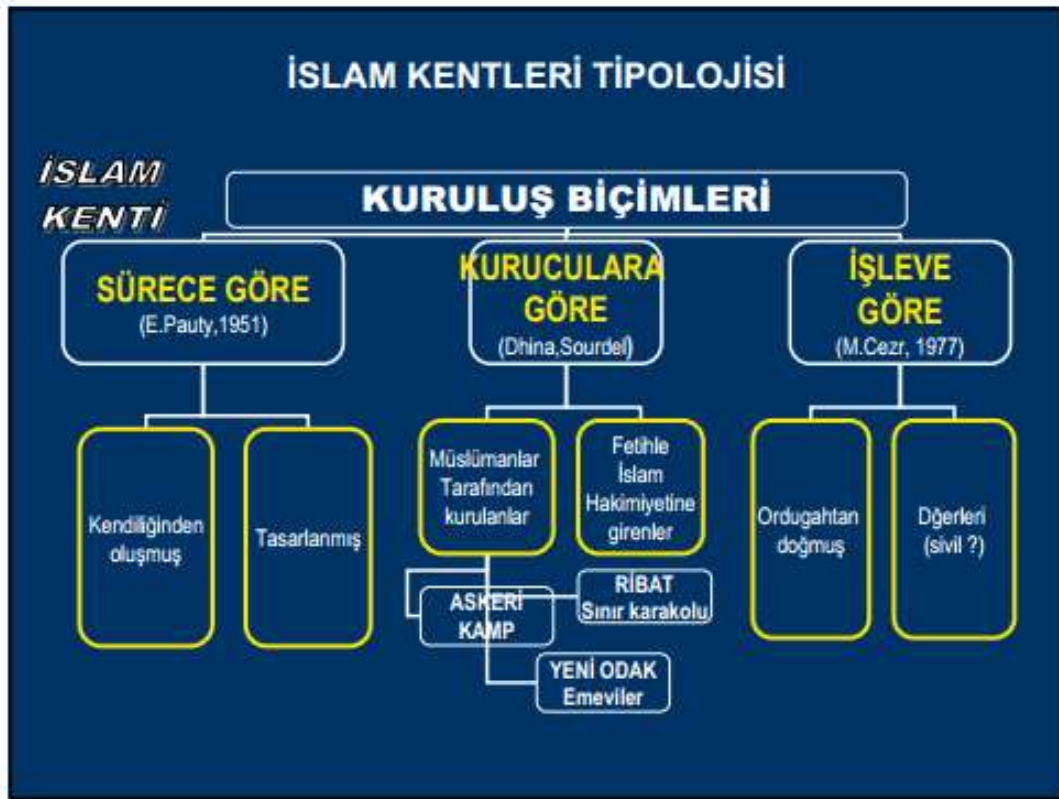 İSLAM KENTLERİ TİPOLOJİSİ
İSLAM
KENTİ
KURULUŞ BİÇİMLERİ
SÜRECE GÖRE
(E.Pauty,1951)
KURUCULARA
GÖRE
(Dhina,Sourdel)
İŞLEVE
GÖRE
(M.Cezr, 1977)
Kendiliğinden
oluşmuş
Tasarlanmış
Müslümanlar
Tarafından
kurulanlar
Fetihle
İslam
Hakimiyetine
girenler
Ordugahtan
doğmuş
Dğerleri
(sivil ?)
ASKERİ
KAMP
RİBAT
Sınır karakolu
YENİ ODAK
Emeviler